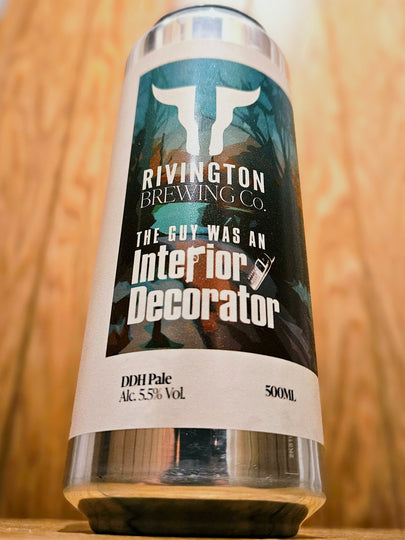 RIVINGTON
BREWING Co.
THE GUY WAS AN
Interior
Decorator
DDH Pale
Alc. 5.5% Vol.
500ML